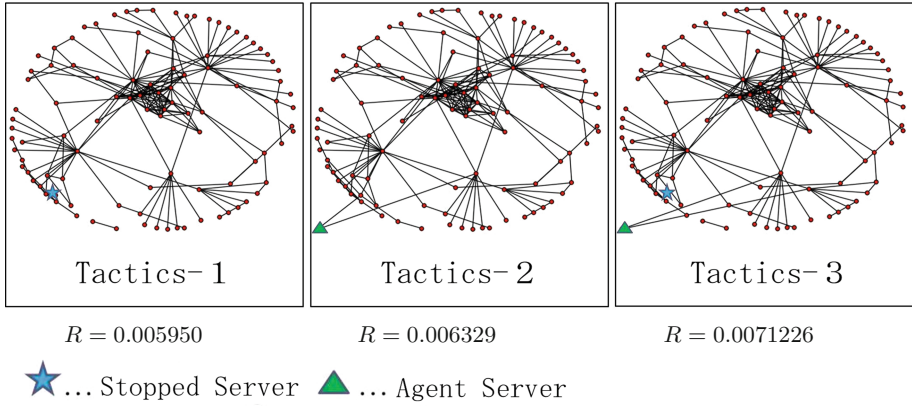 Tactics-1
Tactics-2
Tactics-3
R = 0.005950
R = 0.006329
R = 0.0071226
... Stopped Server
... Agent Server